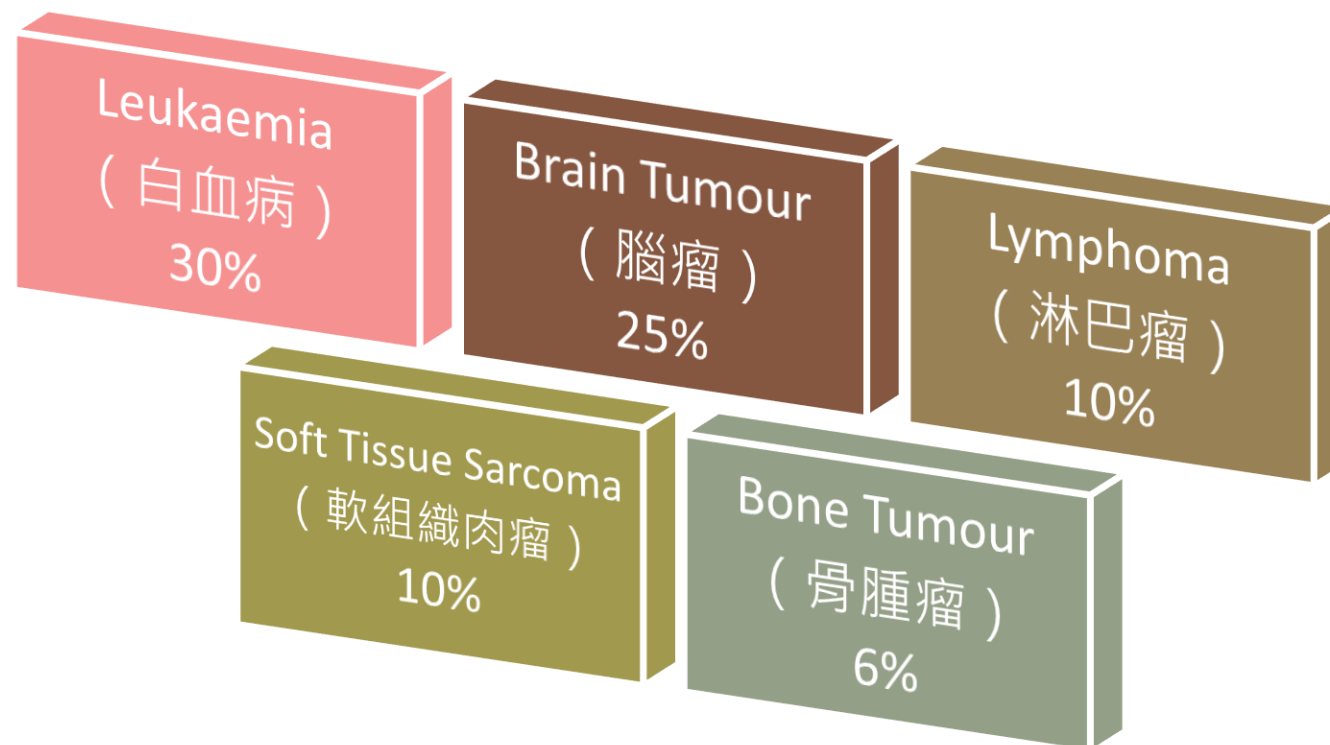 Leukaemia
（白血病）
30%
Brain Tumour
（腦瘤）
25%
Lymphoma
（淋巴瘤）
10%
Soft Tissue Sarcoma
（軟組織肉瘤）
10%
Bone Tumour
（骨腫瘤）
6%